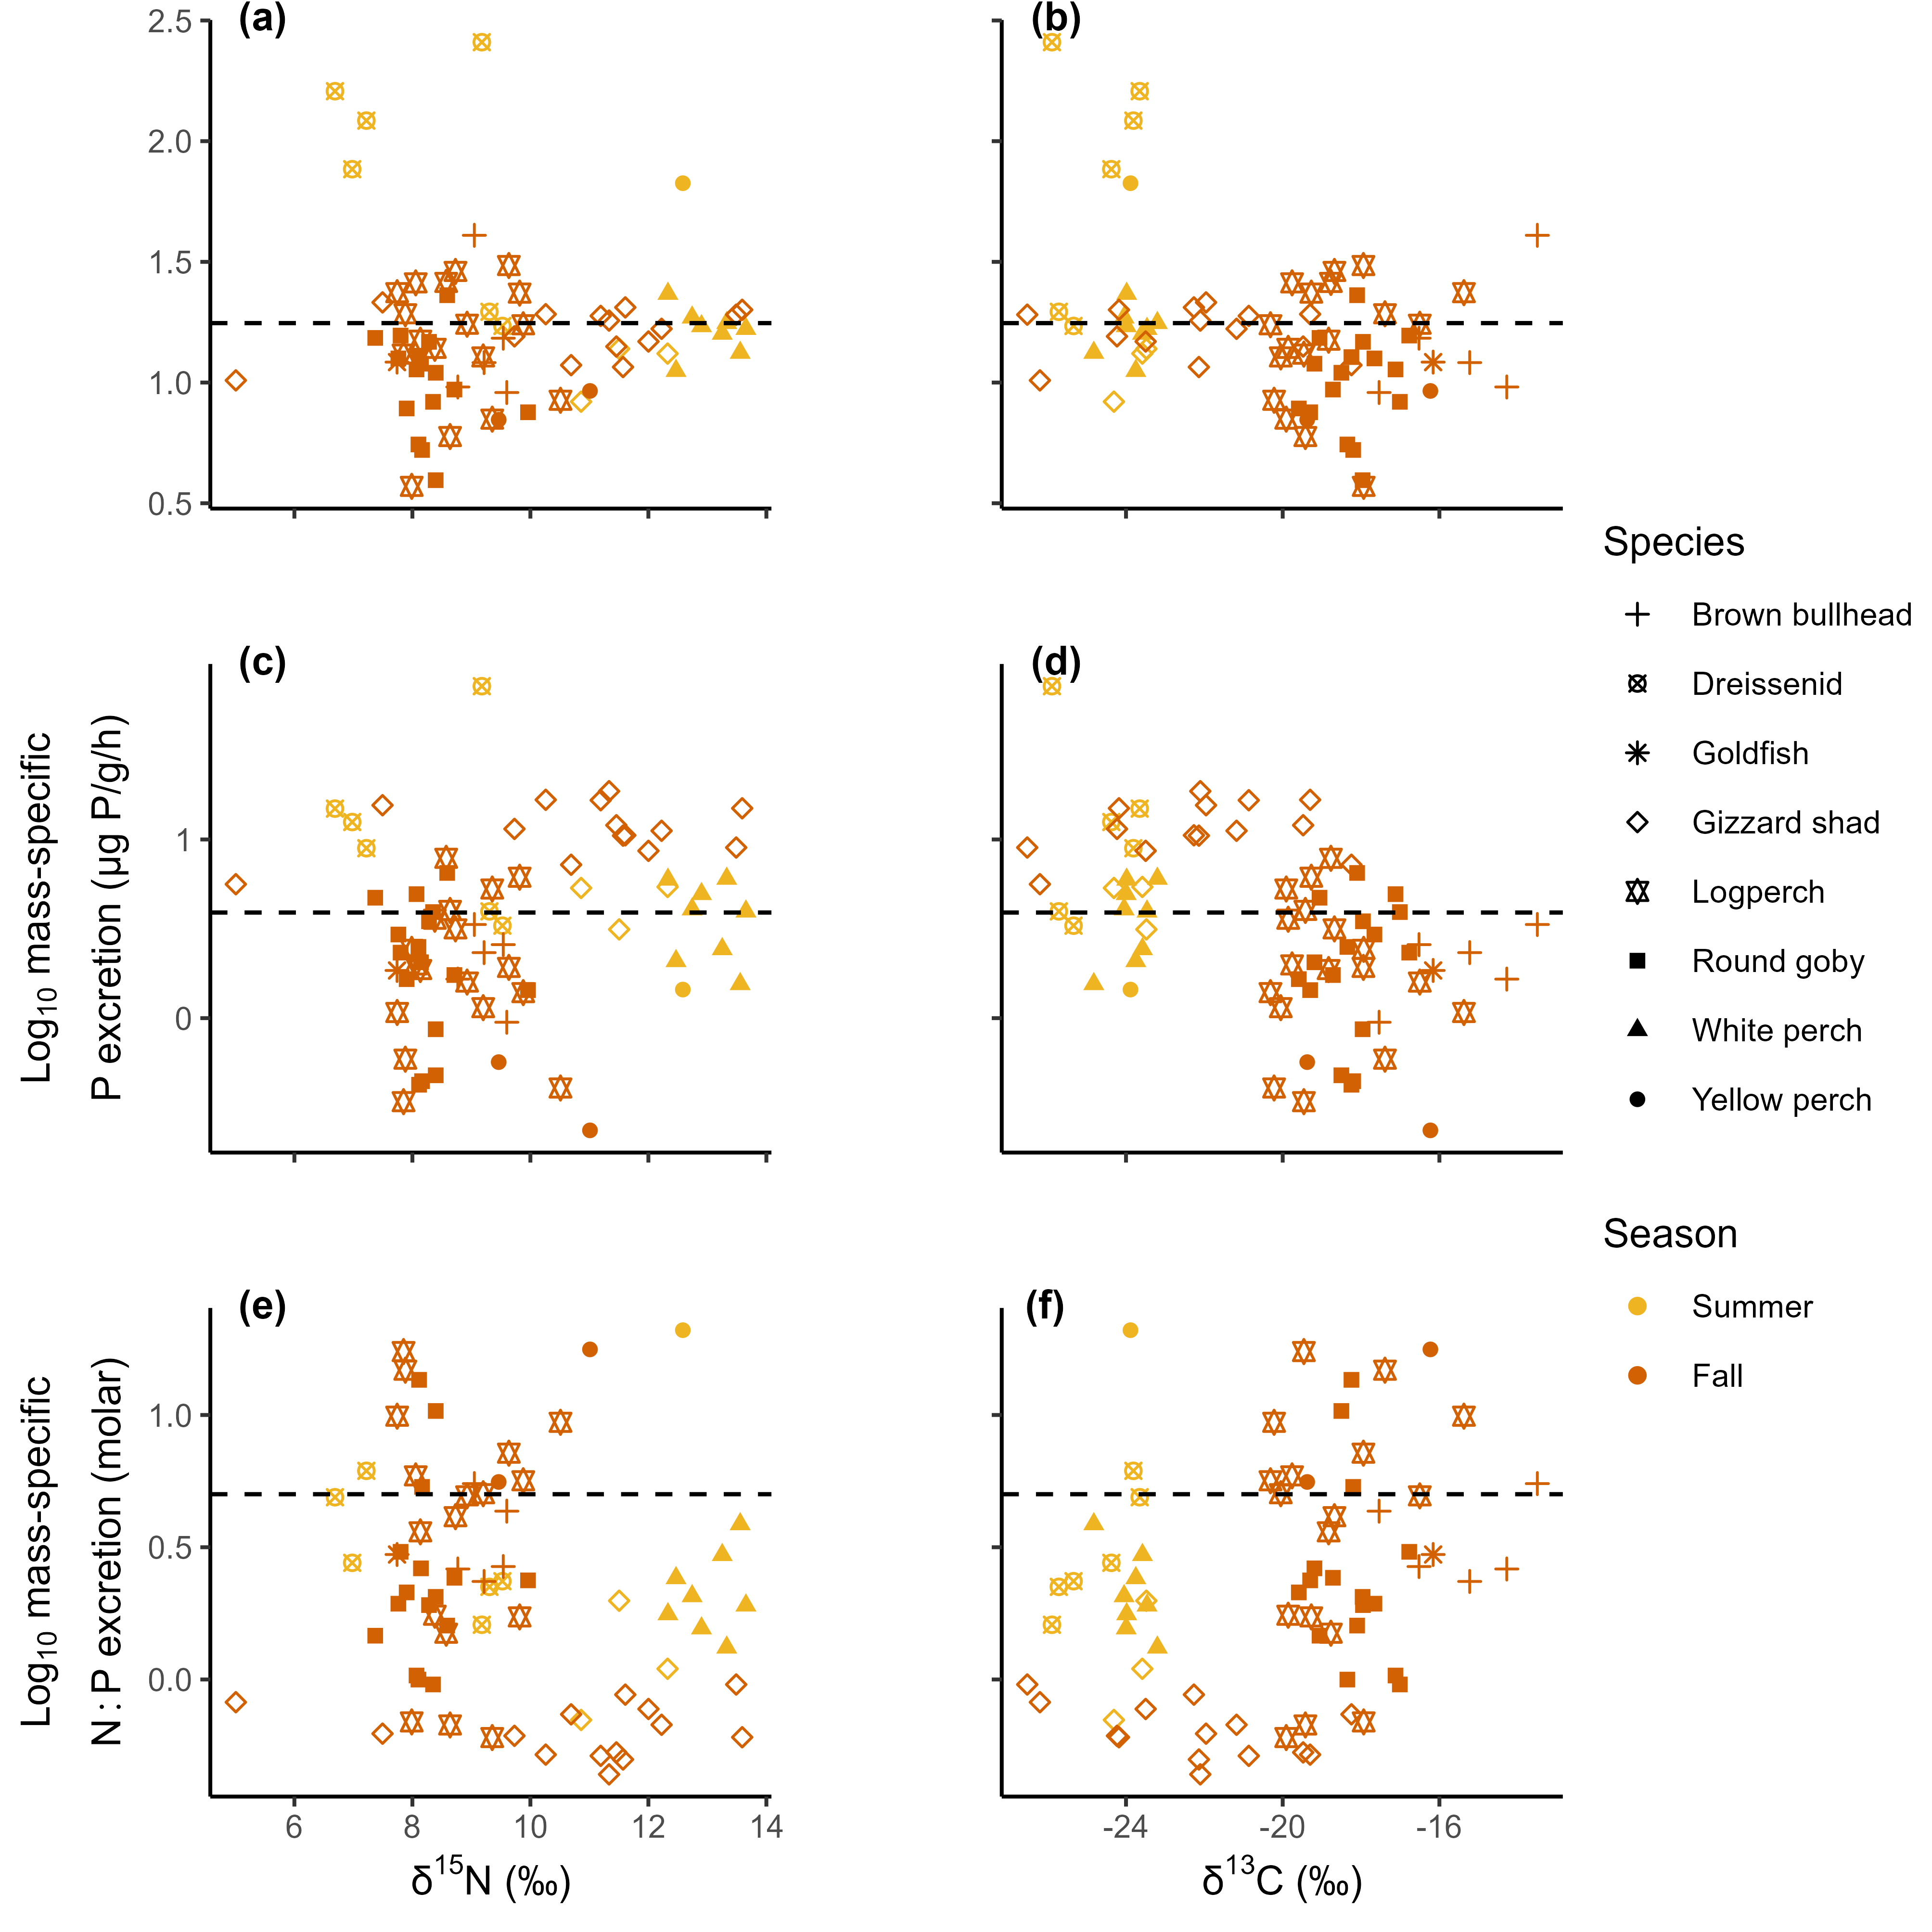 (a)
(b)
2.5
2.0
1.5
1.0
0.5
Species
Brown bullhead
Dreissenid
Goldfish
Gizzard shad
Logperch
Round goby
White perch
Yellow perch
(c)
(d)
Log10 mass-specific
P excretion (µg P/g/h)
1
0
Season
Summer
Fall
(e)
(f)
Log10 mass-specific
N:P excretion (molar)
1.0
0.5
0.0
6 8 10 12 14
-24 -20 -16
δ15N (‰)
δ13C (‰)